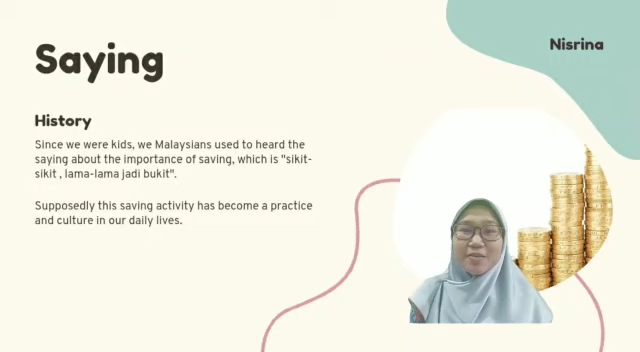 Nisrina
Saying
History
Since we were kids, we Malaysians used to heard the
saying about the importance of saving, which is "sikit-
sikit , lama-lama jadi bukit".
Supposedly this saving activity has become a practice
and culture in our daily lives.